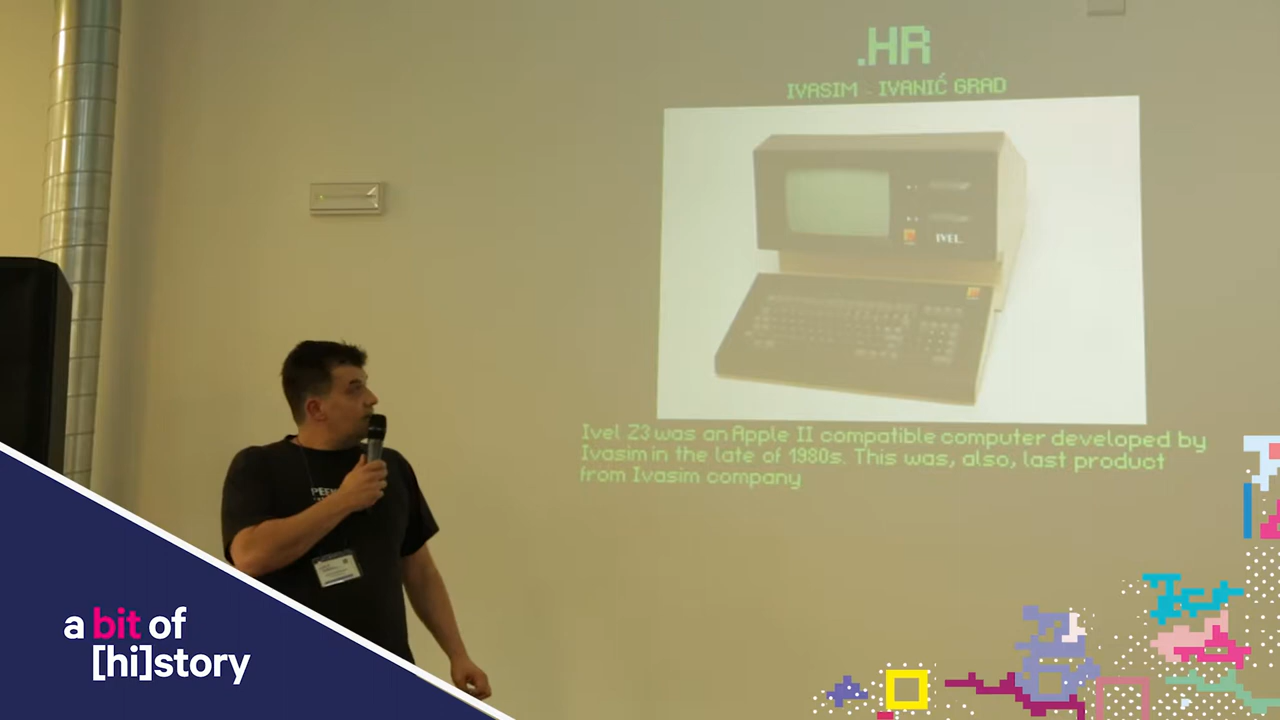 .HR
IVASIM - IVANIĆ GRAD
IVEL
Ivel Z3 was an Apple II compatible computer developed by
Ivasim in the late of 1980s. This was, also, last product
from Ivasim company
a bit of
[hi]story